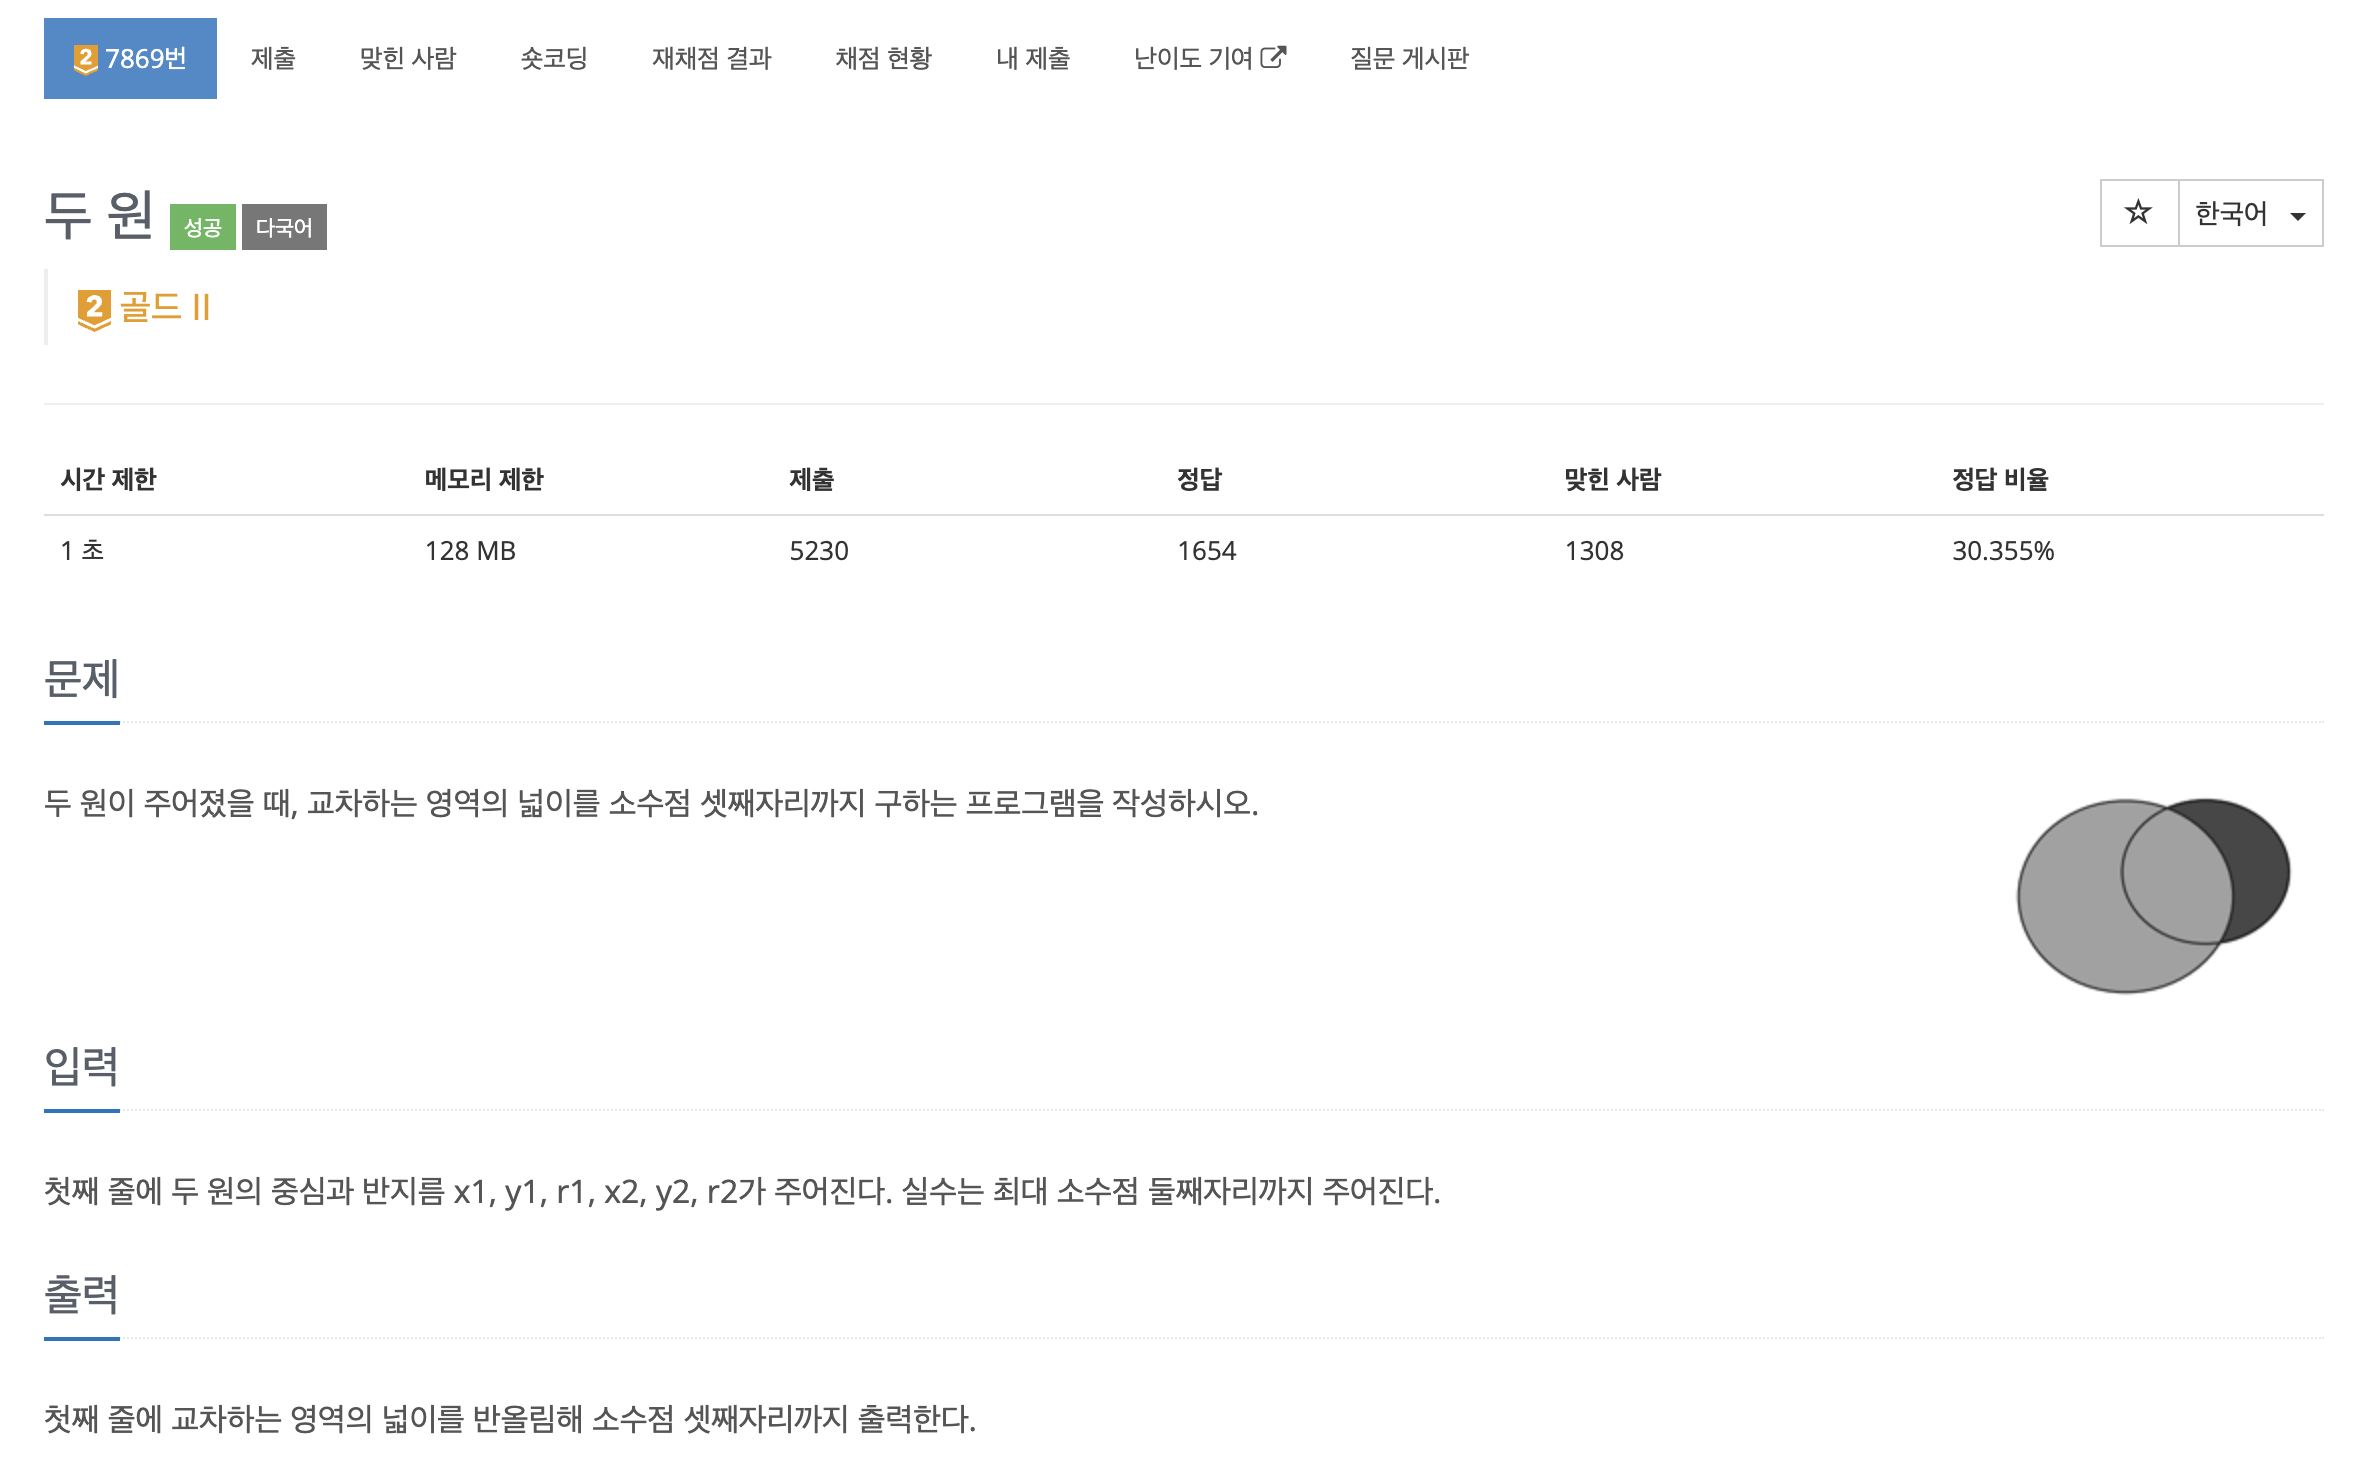 2 7869번 제출 맞힌 사람 숏코딩 재채점 결과 채점 현황 내 제출 난이도 기여 질문 게시판
두 원 성공 다국어 한국어
2 골드 II
시간 제한 메모리 제한 제출 정답 맞힌 사람 정답 비율
1 초 128 MB 5230 1654 1308 30.355%
문제
두 원이 주어졌을 때, 교차하는 영역의 넓이를 소수점 셋째자리까지 구하는 프로그램을 작성하시오.
입력
첫째 줄에 두 원의 중심과 반지름 x1, y1, r1, x2, y2, r2가 주어진다. 실수는 최대 소수점 둘째자리까지 주어진다.
출력
첫째 줄에 교차하는 영역의 넓이를 반올림해 소수점 셋째자리까지 출력한다.